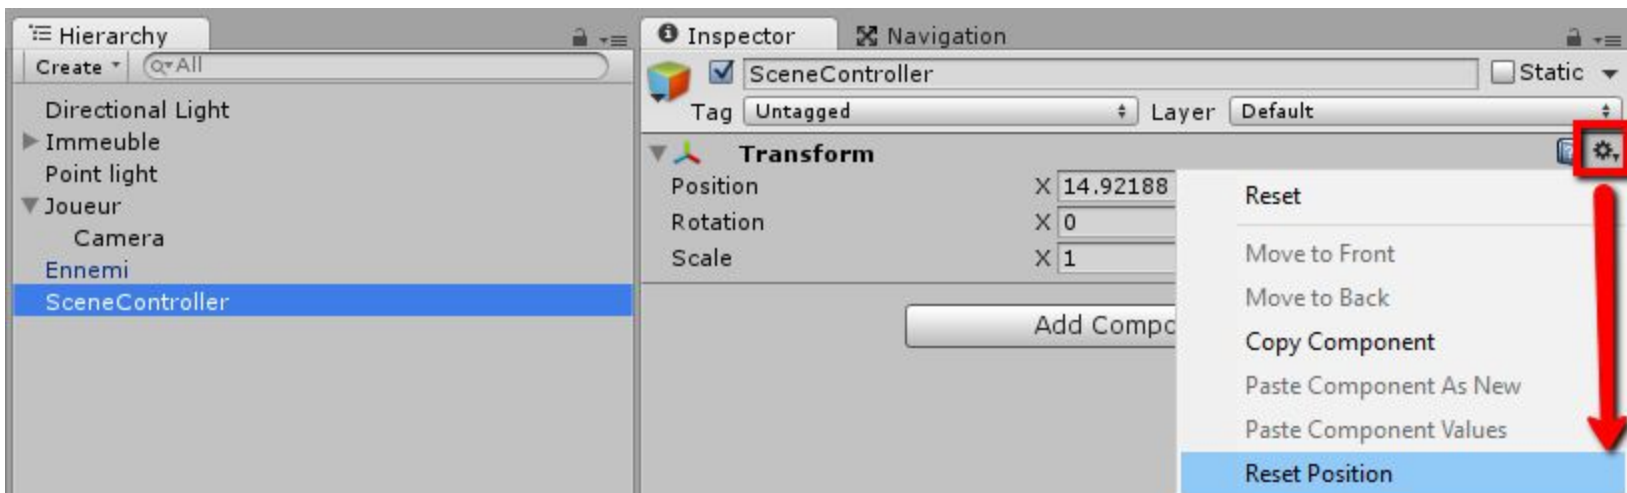 Hierarchy
Create All
Directional Light
Immeuble
Point light
Joueur
Camera
Ennemi
SceneController
Inspector Navigation
SceneController Static
Tag Untagged Layer Default
Transform
Position X 14.92188
Rotation X 0
Scale X 1
Add Compo
Reset
Move to Front
Move to Back
Copy Component
Paste Component As New
Paste Component Values
Reset Position